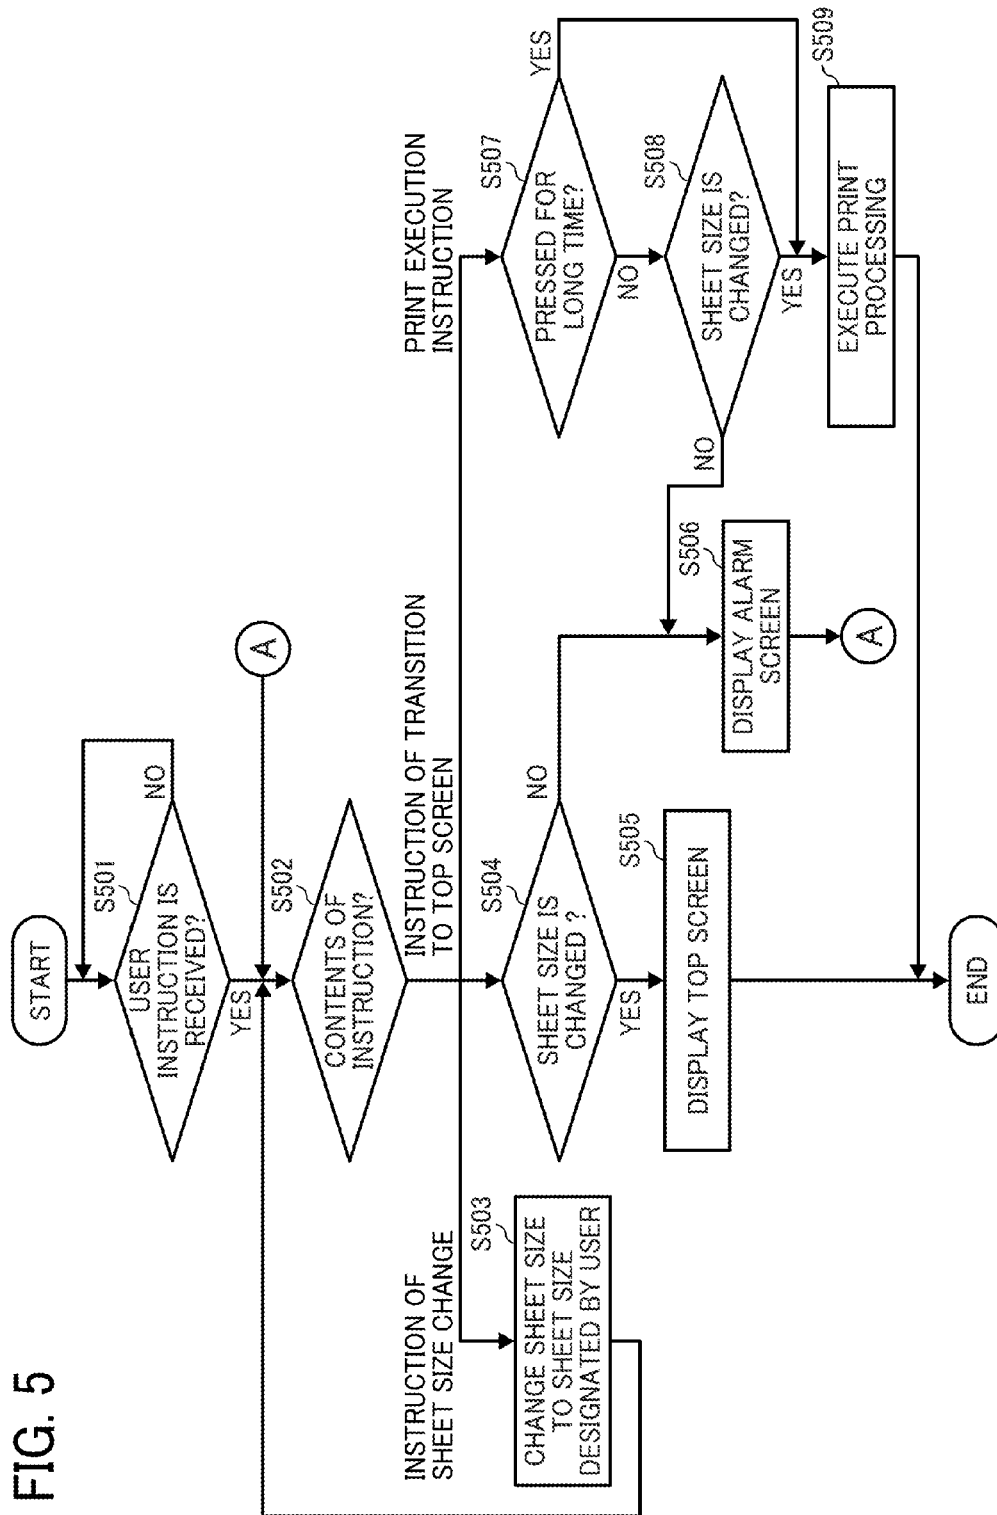 FIG. 5
START
S501
USER
INSTRUCTION IS
RECEIVED?
NO
YES
A
S502
CONTENTS OF
INSTRUCTION?
INSTRUCTION OF
SHEET SIZE CHANGE
INSTRUCTION OF TRANSITION
TO TOP SCREEN
PRINT EXECUTION
INSTRUCTION
S503
CHANGE SHEET SIZE
TO SHEET SIZE
DESIGNATED BY USER
S504
SHEET SIZE IS
CHANGED ?
NO
YES
S505
DISPLAY TOP SCREEN
S506
DISPLAY ALARM
SCREEN
A
S507
PRESSED FOR
LONG TIME?
YES
NO
S508
SHEET SIZE IS
CHANGED?
NO
YES
S509
EXECUTE PRINT
PROCESSING
END